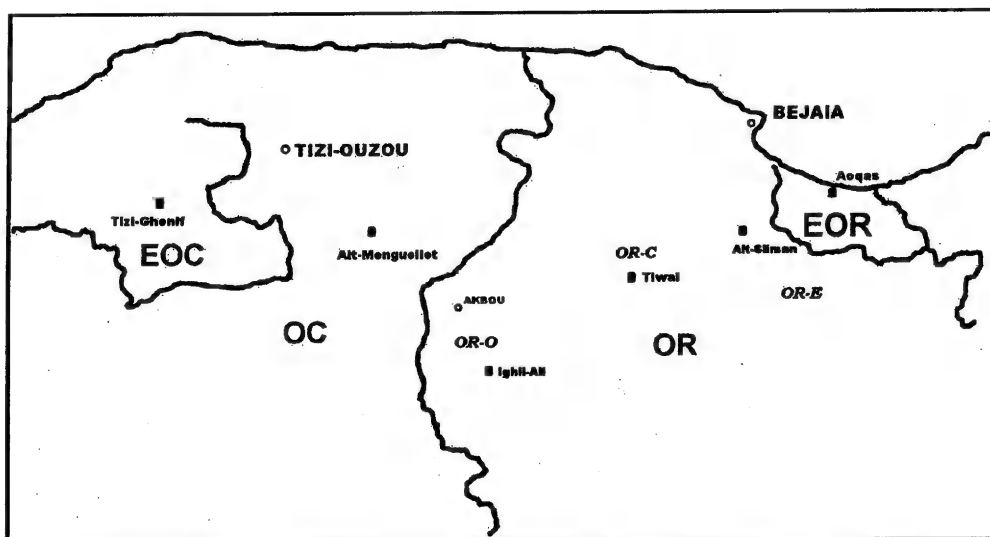 BEJAIA
TIZI-OUZOU
Aoqas
Tizi-Ghenif
EOR
Aït-Menguellet
Aït-Sliman
EOC
OR-C
Tiwal
OR-E
AKBOU
OC
OR-O
OR
Ighil-Ali